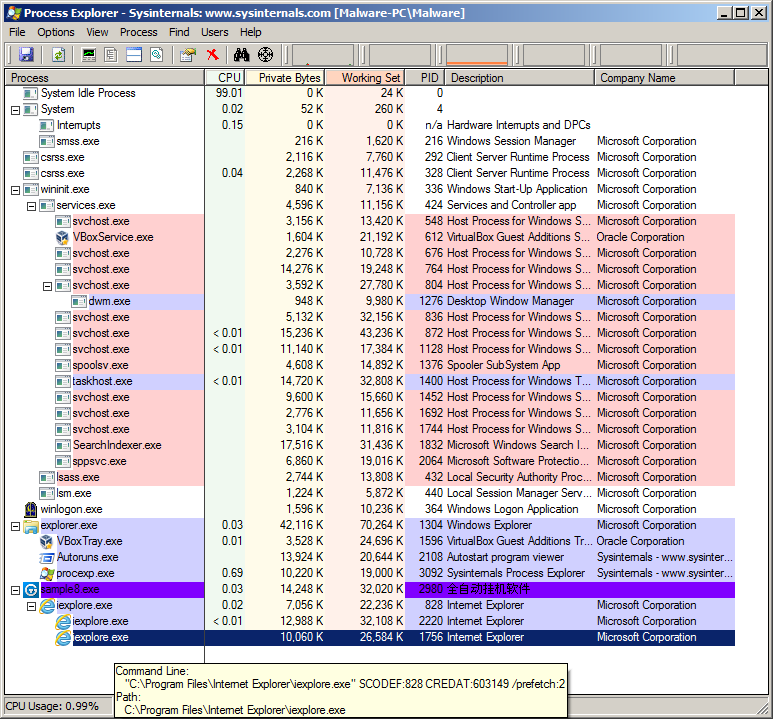 Process Explorer - Sysinternals: www.sysinternals.com [Malware-PC\Malware]
File Options View Process Find Users Help
Process CPU Private Bytes Working Set PID Description Company Name
System Idle Process 99.01 0 K 24 K 0
System 0.02 52 K 260 K 4
Interrupts 0.15 0 K 0 K n/a Hardware Interrupts and DPCs
smss.exe 216 K 1,620 K 216 Windows Session Manager Microsoft Corporation
csrss.exe 2,116 K 7,760 K 292 Client Server Runtime Process Microsoft Corporation
csrss.exe 0.04 2,268 K 11,476 K 328 Client Server Runtime Process Microsoft Corporation
wininit.exe 840 K 7,136 K 336 Windows Start-Up Application Microsoft Corporation
services.exe 4,596 K 11,156 K 424 Services and Controller app Microsoft Corporation
svchost.exe 3,156 K 13,420 K 548 Host Process for Windows S... Microsoft Corporation
VBoxService.exe 1,604 K 21,192 K 612 VirtualBox Guest Additions S... Oracle Corporation
svchost.exe 2,276 K 10,728 K 676 Host Process for Windows S... Microsoft Corporation
svchost.exe 14,276 K 19,248 K 764 Host Process for Windows S... Microsoft Corporation
svchost.exe 3,592 K 27,780 K 804 Host Process for Windows S... Microsoft Corporation
dwm.exe 948 K 9,980 K 1276 Desktop Window Manager Microsoft Corporation
svchost.exe 5,132 K 32,156 K 836 Host Process for Windows S... Microsoft Corporation
svchost.exe < 0.01 15,236 K 43,236 K 872 Host Process for Windows S... Microsoft Corporation
svchost.exe < 0.01 11,140 K 17,384 K 1128 Host Process for Windows S... Microsoft Corporation
spoolsv.exe 4,608 K 14,892 K 1376 Spooler SubSystem App Microsoft Corporation
taskhost.exe < 0.01 14,720 K 32,808 K 1400 Host Process for Windows T... Microsoft Corporation
svchost.exe 9,600 K 15,660 K 1452 Host Process for Windows S... Microsoft Corporation
svchost.exe 2,776 K 11,656 K 1692 Host Process for Windows S... Microsoft Corporation
svchost.exe 3,104 K 11,816 K 1744 Host Process for Windows S... Microsoft Corporation
SearchIndexer.exe 17,516 K 31,436 K 1832 Microsoft Windows Search I... Microsoft Corporation
sppsvc.exe 6,860 K 19,016 K 2064 Microsoft Software Protectio... Microsoft Corporation
lsass.exe 2,744 K 13,808 K 432 Local Security Authority Proc... Microsoft Corporation
lsm.exe 1,224 K 5,872 K 440 Local Session Manager Serv... Microsoft Corporation
winlogon.exe 1,596 K 10,236 K 364 Windows Logon Application Microsoft Corporation
explorer.exe 0.03 42,116 K 70,264 K 1304 Windows Explorer Microsoft Corporation
VBoxTray.exe 0.01 3,528 K 24,696 K 1596 VirtualBox Guest Additions Tr... Oracle Corporation
Autoruns.exe 13,924 K 20,644 K 2108 Autostart program viewer Sysinternals - www.sysinter...
procexp.exe 0.69 10,220 K 19,000 K 3092 Sysinternals Process Explorer Sysinternals - www.sysinter...
sample8.exe 0.03 14,248 K 32,020 K 2980 全自动挂机软件
iexplore.exe 0.02 7,056 K 22,236 K 828 Internet Explorer Microsoft Corporation
iexplore.exe < 0.01 12,988 K 32,108 K 2220 Internet Explorer Microsoft Corporation
iexplore.exe 10,060 K 26,584 K 1756 Internet Explorer Microsoft Corporation
Command Line:
"C:\Program Files\Internet Explorer\iexplore.exe" SCODEF:828 CREDAT:603149 /prefetch:2
Path:
C:\Program Files\Internet Explorer\iexplore.exe
CPU Usage: 0.99%